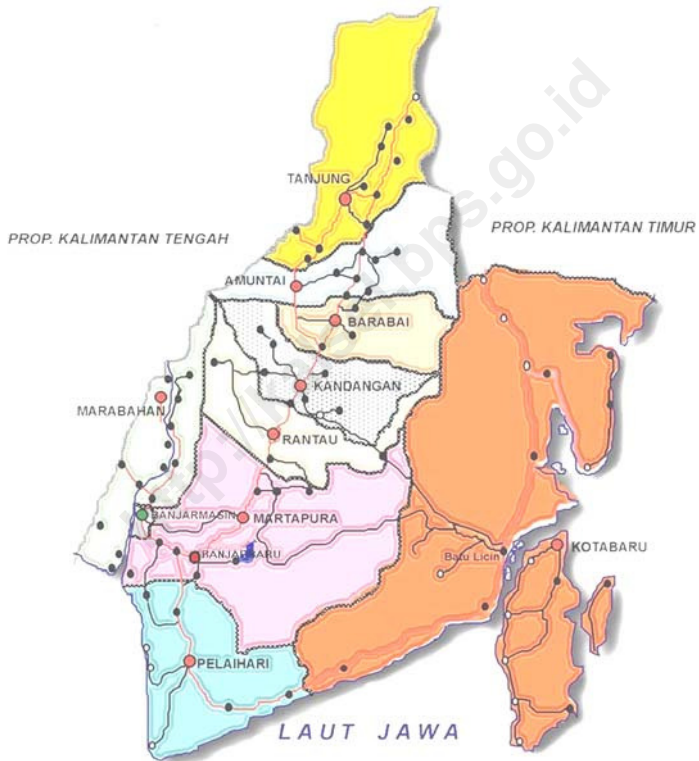 TANJUNG
PROP. KALIMANTAN TENGAH
PROP. KALIMANTAN TIMUR
AMUNTAI
BARABAI
KANDANGAN
MARABAHAN
RANTAU
BANJARMASIN
MARTAPURA
BANJARBARU
Batu Licin
KOTABARU
PELAIHARI
LAUT JAWA